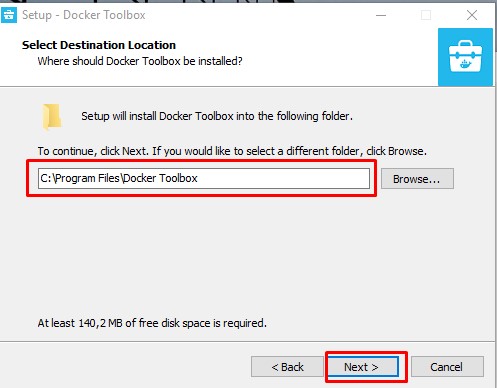 Setup - Docker Toolbox
Select Destination Location
Where should Docker Toolbox be installed?
Setup will install Docker Toolbox into the following folder.
To continue, click Next. If you would like to select a different folder, click Browse.
C:\Program Files\Docker Toolbox
Browse...
At least 140,2 MB of free disk space is required.
< Back
Next >
Cancel